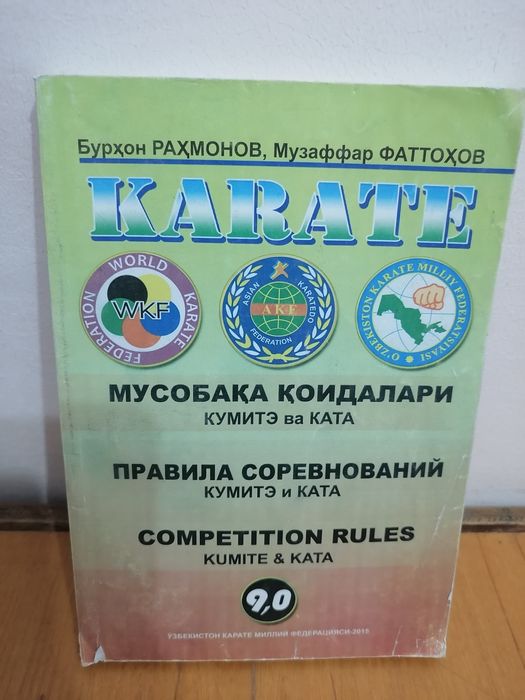 Бурҳон РАҲМОНОВ, Музаффар ФАТТОҲОВ
KARATE
WORLD KARATE FEDERATION
WKF
ASIAN KARATEDO FEDERATION
AKF
O'ZBEKISTON KARATE MILLIY FEDERATSIYASI
МУСОБАҚА ҚОИДАЛАРИ
КУМИТЭ ва КАТА
ПРАВИЛА СОРЕВНОВАНИЙ
КУМИТЭ и КАТА
COMPETITION RULES
KUMITE & KATA
9,0
ЎЗБЕКИСТОН КАРАТЕ МИЛЛИЙ ФЕДЕРАЦИЯСИ-2015